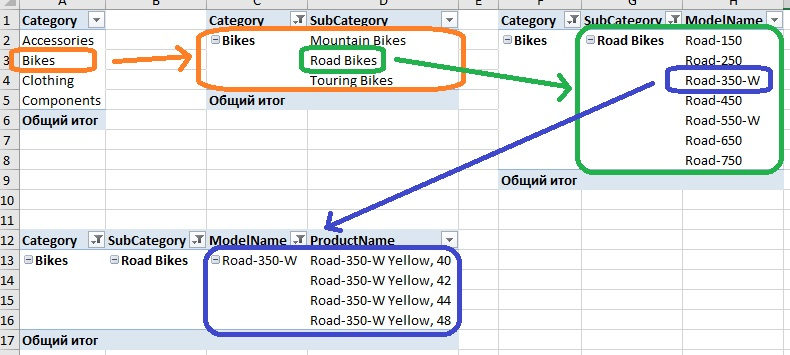 A B C D E F G H
1 Category Category SubCategory Category SubCategory ModelName
2 Accessories Bikes Mountain Bikes Bikes Road Bikes Road-150
3 Bikes Road Bikes Road-250
4 Clothing Touring Bikes Road-350-W
5 Components Общий итог Road-450
6 Общий итог Road-550-W
7 Road-650
8 Road-750
9 Общий итог
10
11
12 Category SubCategory ModelName ProductName
13 Bikes Road Bikes Road-350-W Road-350-W Yellow, 40
14 Road-350-W Yellow, 42
15 Road-350-W Yellow, 44
16 Road-350-W Yellow, 48
17 Общий итог